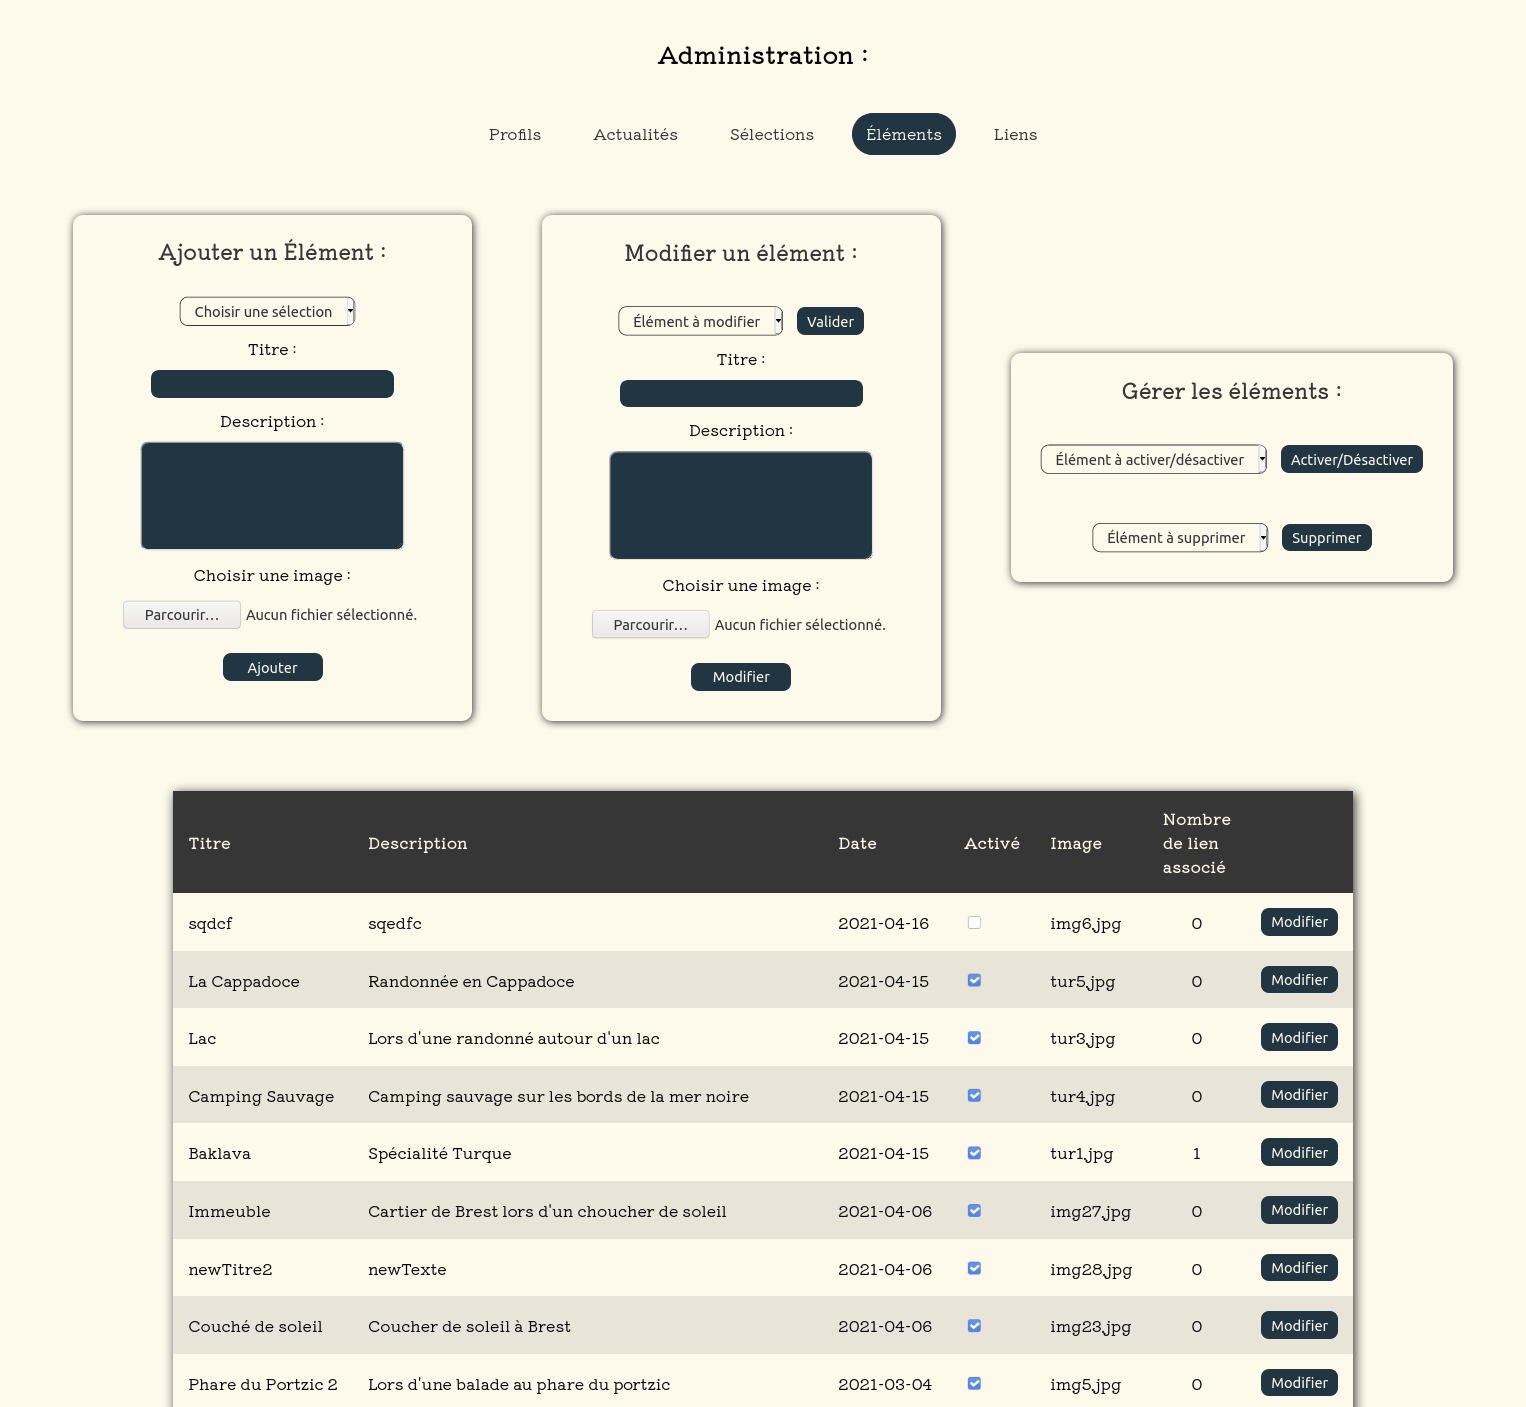 Administration :
Profils Actualités Sélections Éléments Liens
Ajouter un Élément :
Choisir une sélection
Titre :
Description :
Choisir une image :
Parcourir... Aucun fichier sélectionné.
Ajouter
Modifier un élément :
Élément à modifier Valider
Titre :
Description :
Choisir une image :
Parcourir... Aucun fichier sélectionné.
Modifier
Gérer les éléments :
Élément à activer/désactiver Activer/Désactiver
Élément à supprimer Supprimer
Titre Description Date Activé Image Nombre de lien associé
sqdcf sqedfc 2021-04-16 img6.jpg 0 Modifier
La Cappadoce Randonnée en Cappadoce 2021-04-15 tur5.jpg 0 Modifier
Lac Lors d'une randonné autour d'un lac 2021-04-15 tur3.jpg 0 Modifier
Camping Sauvage Camping sauvage sur les bords de la mer noire 2021-04-15 tur4.jpg 0 Modifier
Baklava Spécialité Turque 2021-04-15 tur1.jpg 1 Modifier
Immeuble Cartier de Brest lors d'un choucher de soleil 2021-04-06 img27.jpg 0 Modifier
newTitre2 newTexte 2021-04-06 img28.jpg 0 Modifier
Couché de soleil Coucher de soleil à Brest 2021-04-06 img23.jpg 0 Modifier
Phare du Portzic 2 Lors d'une balade au phare du portzic 2021-03-04 img5.jpg 0 Modifier